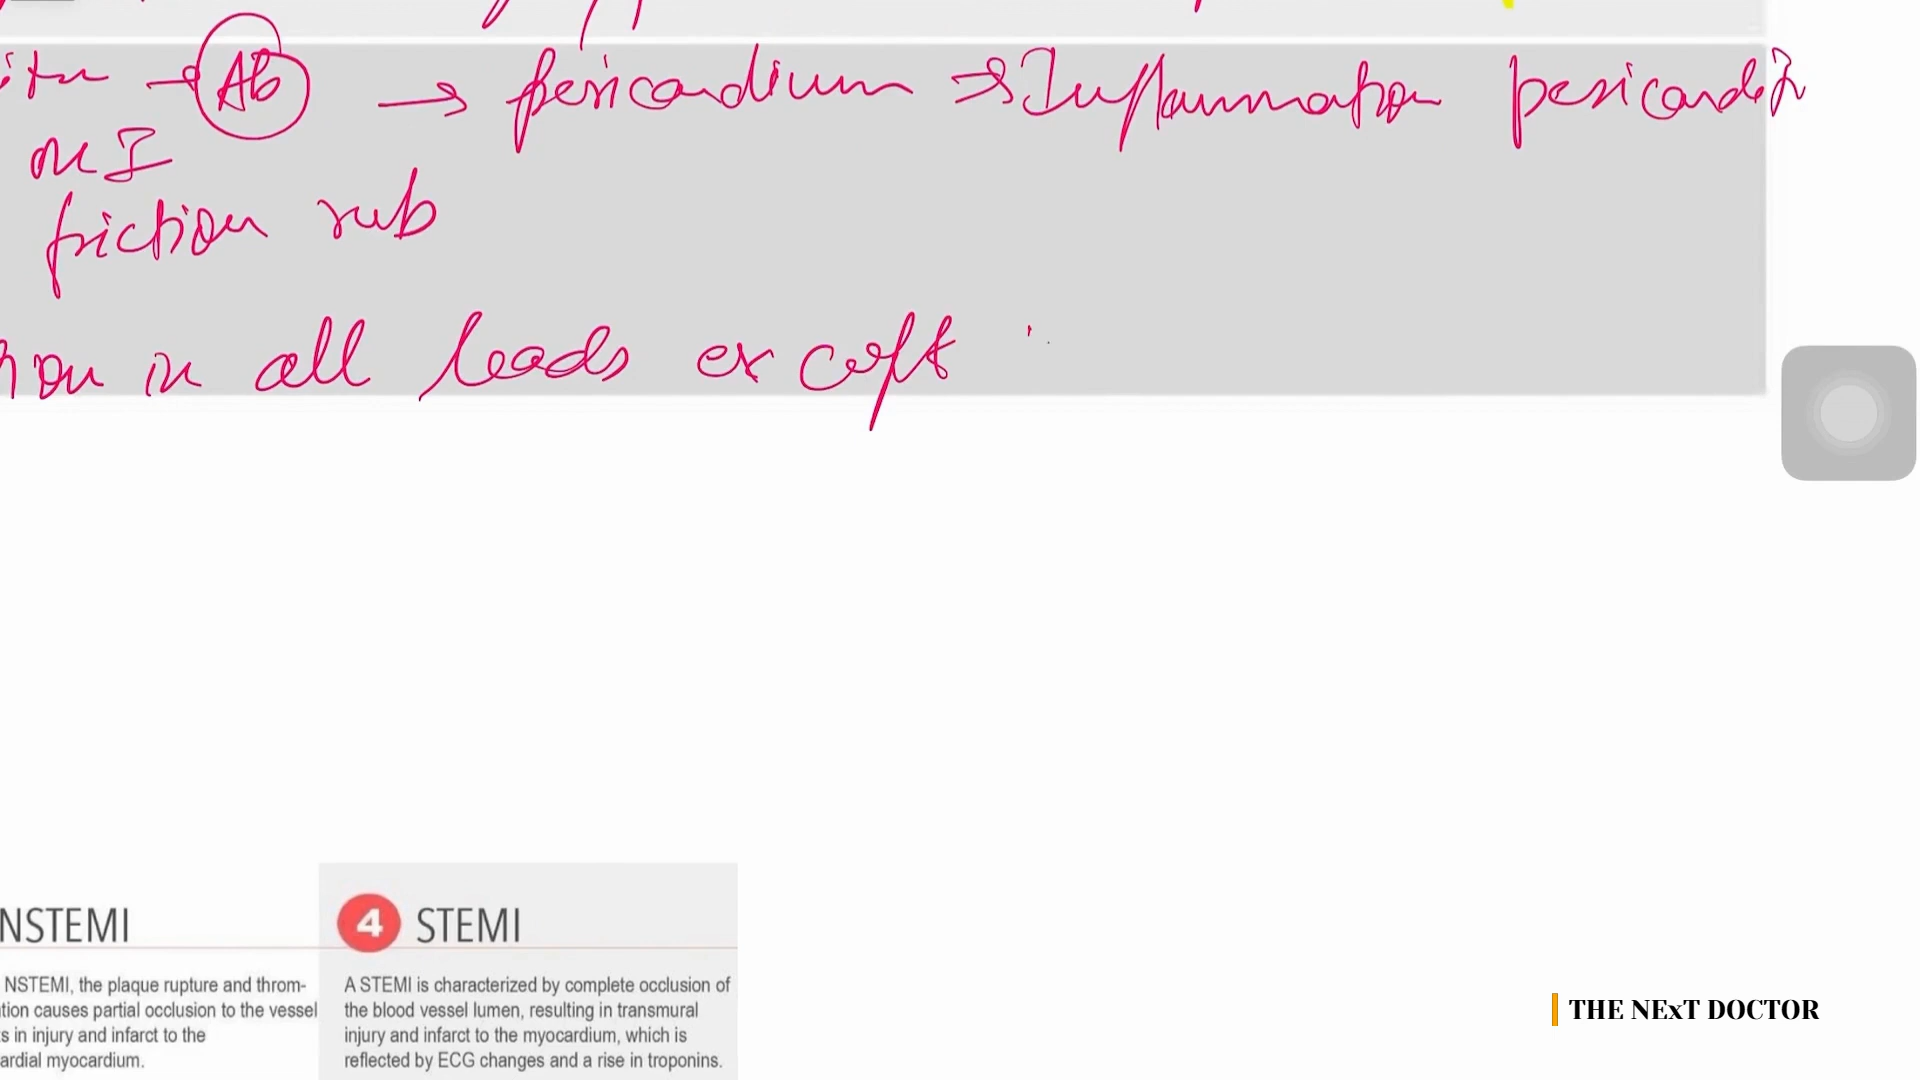 → Ab → pericardium → Inflammation pericardi
MI
friction rub
in all leads except
NSTEMI
NSTEMI, the plaque rupture and throm-
tion causes partial occlusion to the vessel
s in injury and infarct to the
ardial myocardium.
4 STEMI
A STEMI is characterized by complete occlusion of
the blood vessel lumen, resulting in transmural
injury and infarct to the myocardium, which is
reflected by ECG changes and a rise in troponins.
THE NExT DOCTOR